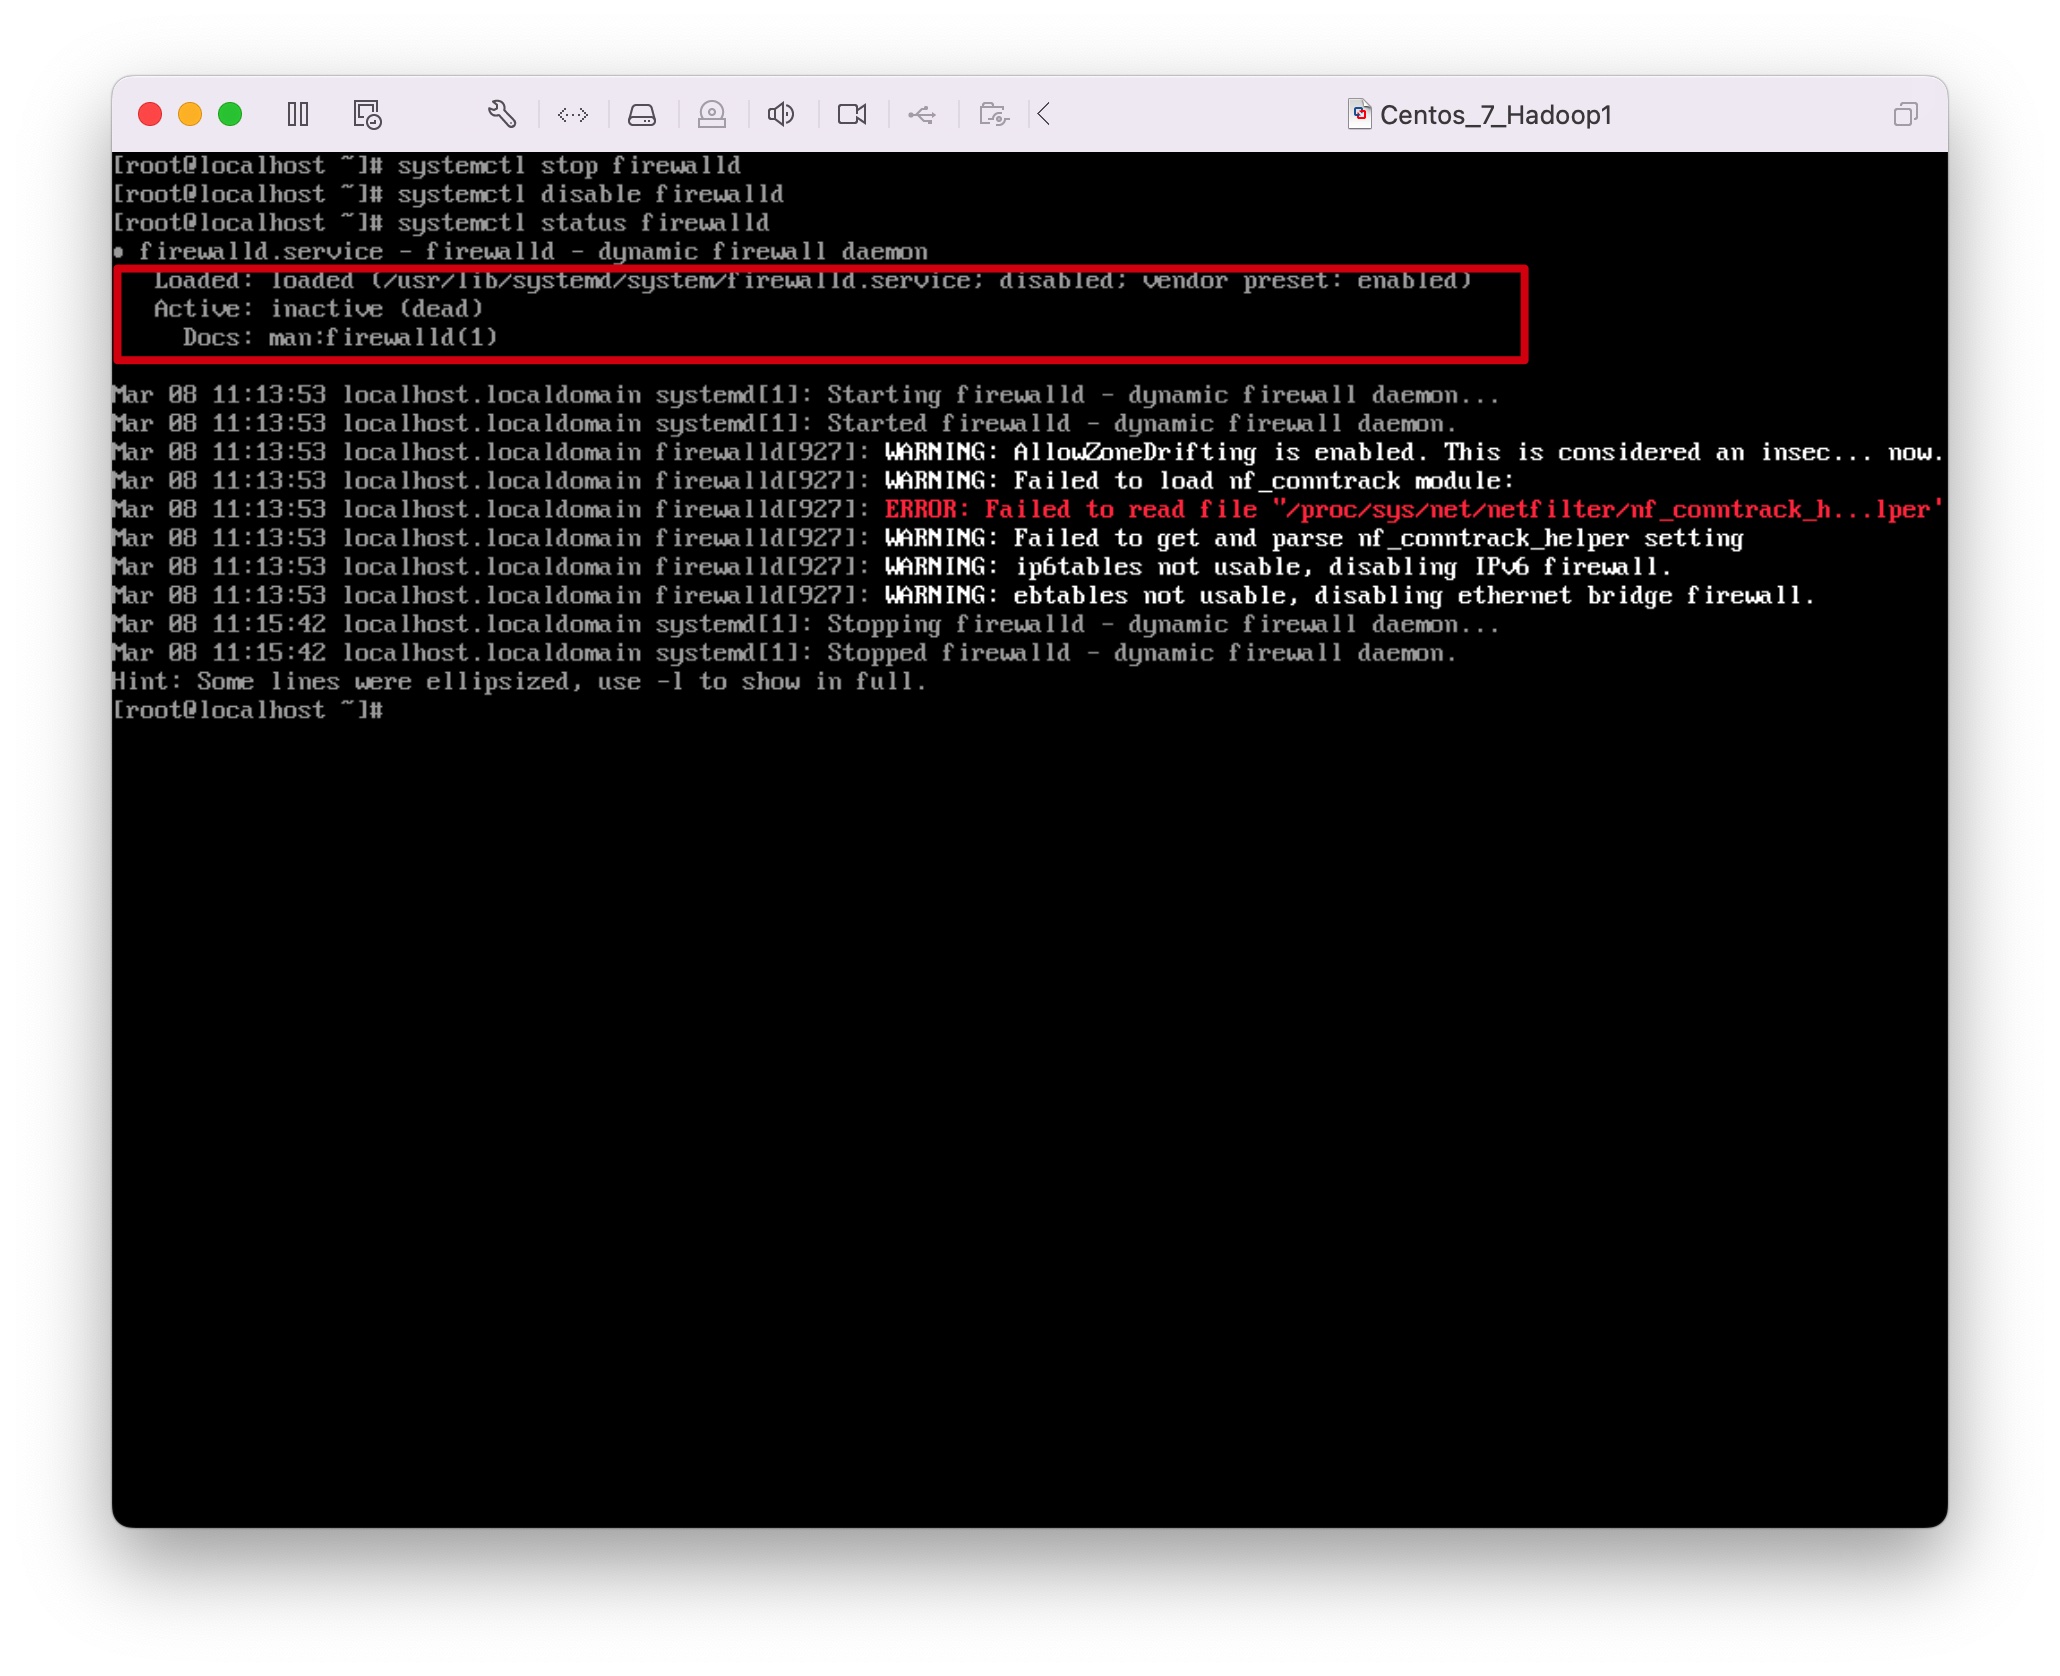 Centos_7_Hadoop1
[root@localhost ~]# systemctl stop firewalld
[root@localhost ~]# systemctl disable firewalld
[root@localhost ~]# systemctl status firewalld
● firewalld.service - firewalld - dynamic firewall daemon
   Loaded: loaded (/usr/lib/systemd/system/firewalld.service; disabled; vendor preset: enabled)
   Active: inactive (dead)
     Docs: man:firewalld(1)
Mar 08 11:13:53 localhost.localdomain systemd[1]: Starting firewalld - dynamic firewall daemon...
Mar 08 11:13:53 localhost.localdomain systemd[1]: Started firewalld - dynamic firewall daemon.
Mar 08 11:13:53 localhost.localdomain firewalld[927]: WARNING: AllowZoneDrifting is enabled. This is considered an insec... now.
Mar 08 11:13:53 localhost.localdomain firewalld[927]: WARNING: Failed to load nf_conntrack module:
Mar 08 11:13:53 localhost.localdomain firewalld[927]: ERROR: Failed to read file "/proc/sys/net/netfilter/nf_conntrack_h...lper'
Mar 08 11:13:53 localhost.localdomain firewalld[927]: WARNING: Failed to get and parse nf_conntrack_helper setting
Mar 08 11:13:53 localhost.localdomain firewalld[927]: WARNING: ip6tables not usable, disabling IPv6 firewall.
Mar 08 11:13:53 localhost.localdomain firewalld[927]: WARNING: ebtables not usable, disabling ethernet bridge firewall.
Mar 08 11:15:42 localhost.localdomain systemd[1]: Stopping firewalld - dynamic firewall daemon...
Mar 08 11:15:42 localhost.localdomain systemd[1]: Stopped firewalld - dynamic firewall daemon.
Hint: Some lines were ellipsized, use -l to show in full.
[root@localhost ~]#